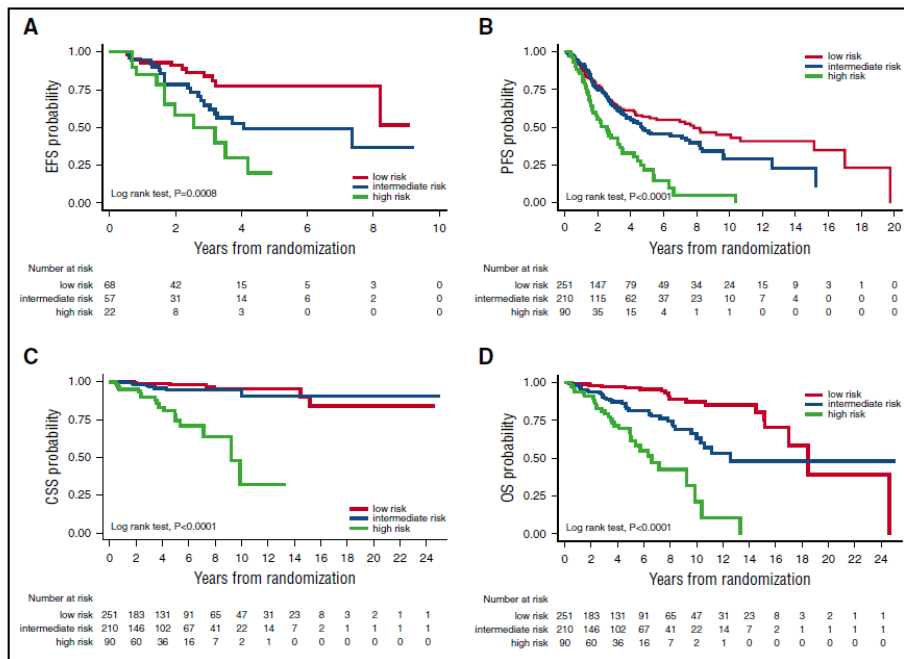 A
1.00
0.75
0.50
0.25
0.00
EFS probability
low risk
intermediate risk
high risk
Log rank test, P=0.0008
0 2 4 6 8 10
Years from randomization
Number at risk
low risk 68 42 15 5 3 0
intermediate risk 57 31 14 6 2 0
high risk 22 8 3 0 0 0
B
1.00
0.75
0.50
0.25
0.00
PFS probability
low risk
intermediate risk
high risk
Log rank test, P<0.0001
0 2 4 6 8 10 12 14 16 18 20
Years from randomization
Number at risk
low risk 251 147 79 49 34 24 15 9 3 1 0
intermediate risk 210 115 62 37 23 10 7 4 0 0 0
high risk 90 35 15 4 1 1 0 0 0 0 0
C
1.00
0.75
0.50
0.25
0.00
CSS probability
low risk
intermediate risk
high risk
Log rank test, P<0.0001
0 2 4 6 8 10 12 14 16 18 20 22 24
Years from randomization
Number at risk
low risk 251 183 131 91 65 47 31 23 8 3 2 1 1
intermediate risk 210 146 102 67 41 22 14 7 2 1 1 1 1
high risk 90 60 36 16 7 2 1 0 0 0 0 0 0
D
1.00
0.75
0.50
0.25
0.00
OS probability
low risk
intermediate risk
high risk
Log rank test, P<0.0001
0 2 4 6 8 10 12 14 16 18 20 22 24
Years from randomization
Number at risk
low risk 251 183 131 91 65 47 31 23 8 3 2 1 1
intermediate risk 210 146 102 67 41 22 14 7 2 1 1 1 1
high risk 90 60 36 16 7 2 1 0 0 0 0 0 0